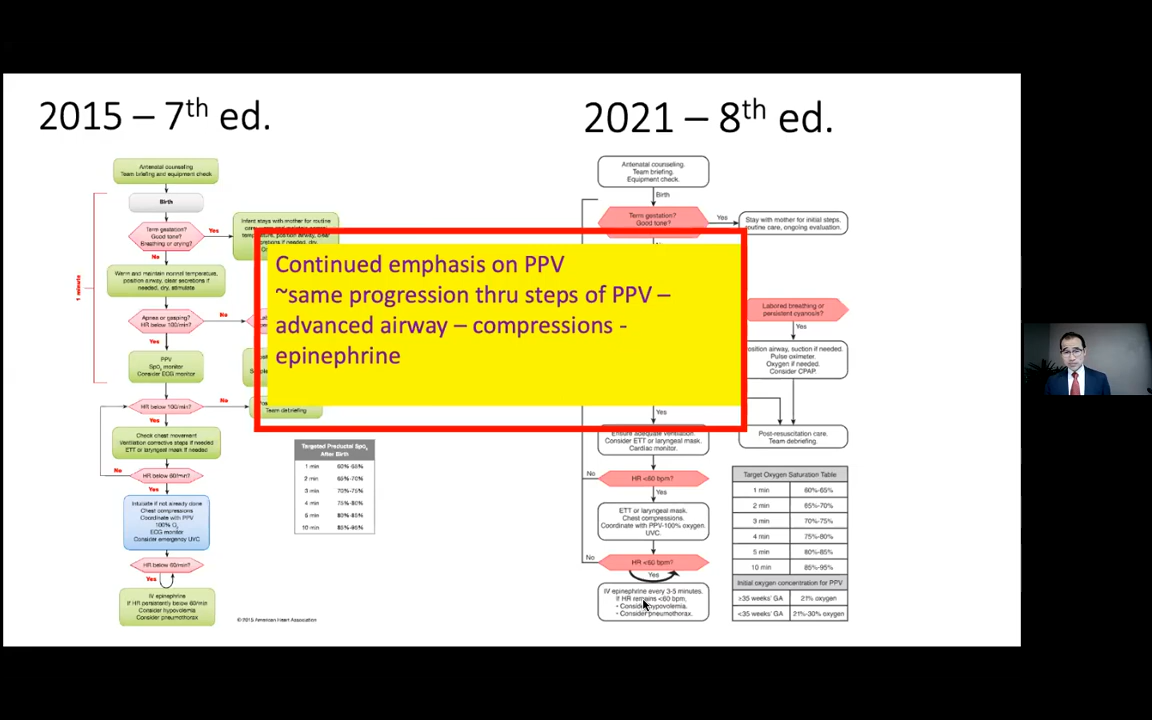 2015 – 7th ed.
Antenatal counseling
Team briefing and equipment check
Birth
1 minute
Term gestation?
Good tone?
Breathing or crying?
Yes
No
Infant stays with mother for routine
Warm and maintain normal temperature,
position airway, clear secretions if
needed, dry, stimulate
Apnea or gasping?
HR below 100/min?
No
Yes
PPV
SpO2 monitor
Consider ECG monitor
HR below 100/min?
No
Yes
Team debriefing
Check chest movement
Ventilation corrective steps if needed
ETT or laryngeal mask if needed
No
HR below 60/min?
Yes
Intubate if not already done
Chest compressions
Coordinate with PPV
100% O2
ECG monitor
Consider emergency UVC
HR below 60/min?
Yes
IV epinephrine
If HR persistently below 60/min
Consider hypovolemia
Consider pneumothorax
Targeted Preductal SpO2
After Birth
1 min 60%-65%
2 min 65%-70%
3 min 70%-75%
4 min 75%-80%
5 min 80%-85%
10 min 85%-95%
© 2015 American Heart Association
Continued emphasis on PPV
~same progression thru steps of PPV –
advanced airway – compressions -
epinephrine
2021 – 8th ed.
Antenatal counseling.
Team briefing.
Equipment check.
Birth
Term gestation?
Good tone?
Yes
Stay with mother for initial steps,
routine care, ongoing evaluation.
Labored breathing or
persistent cyanosis?
Yes
position airway, suction if needed.
Pulse oximeter.
Oxygen if needed.
Consider CPAP.
Yes
Ensure adequate ventilation.
Consider ETT or laryngeal mask.
Cardiac monitor.
Post-resuscitation care.
Team debriefing.
No
HR <60 bpm?
Yes
ETT or laryngeal mask.
Chest compressions.
Coordinate with PPV-100% oxygen.
UVC.
No
HR <60 bpm?
Yes
IV epinephrine every 3-5 minutes.
If HR remains <60 bpm,
• Consider hypovolemia.
• Consider pneumothorax.
Target Oxygen Saturation Table
1 min 60%-65%
2 min 65%-70%
3 min 70%-75%
4 min 75%-80%
5 min 80%-85%
10 min 85%-95%
Initial oxygen concentration for PPV
≥35 weeks' GA 21% oxygen
<35 weeks' GA 21%-30% oxygen